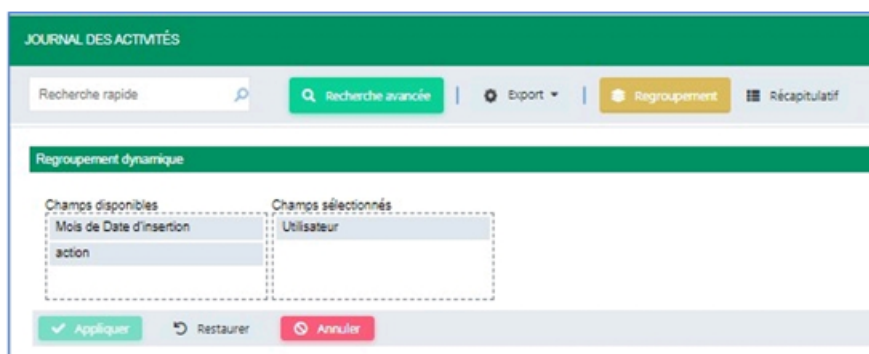 JOURNAL DES ACTIVITÉS
Recherche rapide Recherche avancée Export Regroupement Récapitulatif
Regroupement dynamique
Champs disponibles Champs sélectionnés
Mois de Date d'insertion Utilisateur
action
Appliquer Restaurer Annuler